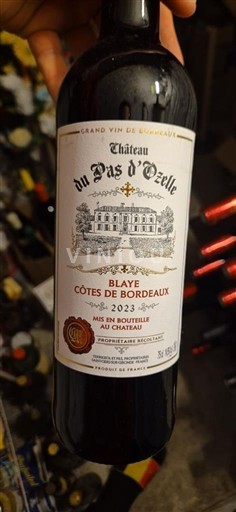 GRAND VIN DE BORDEAUX
Château
du Pas d'Ozelle
BLAYE
CÔTES DE BORDEAUX
2023
MIS EN BOUTEILLE
AU CHATEAU
PROPRIÉTAIRE RÉCOLTANT
PRODUIT DE FRANCE